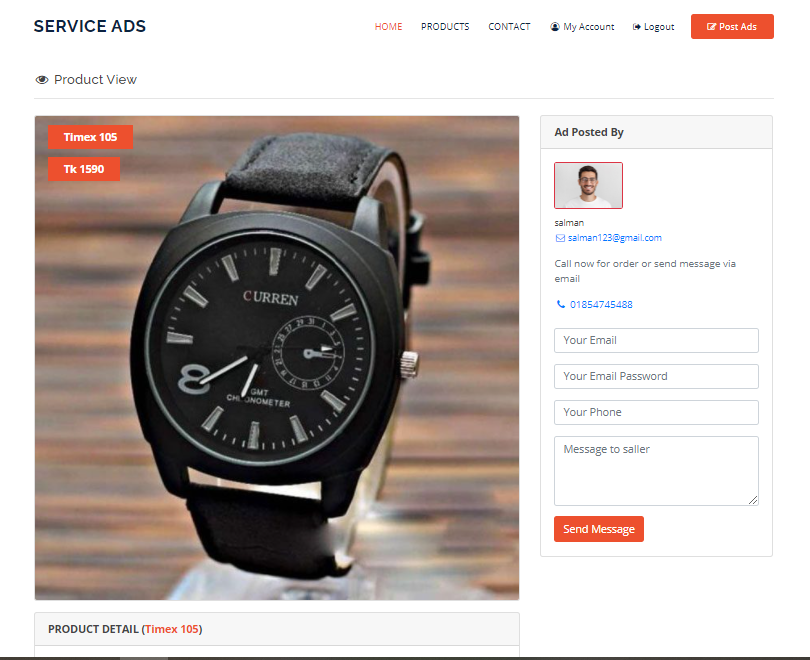 SERVICE ADS
HOME PRODUCTS CONTACT My Account Logout Post Ads
Product View
Timex 105
Tk 1590
CURREN
GMT
8
Ad Posted By
salman
salman123@gmail.com
Call now for order or send message via
email
01854745488
Your Email
Your Email Password
Your Phone
Message to saller
Send Message
PRODUCT DETAIL (Timex 105)